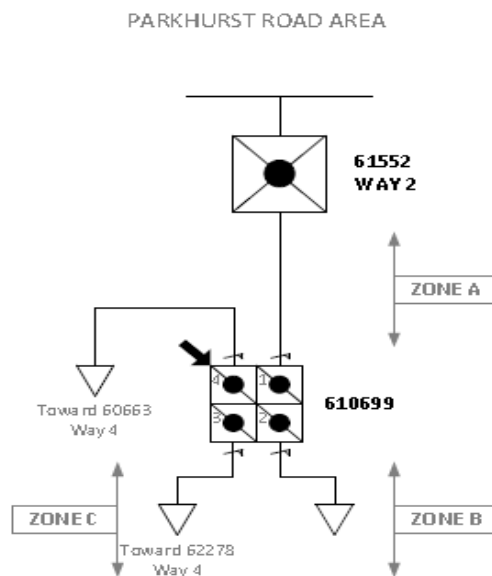 PARKHURST ROAD AREA
61552
WAY 2
ZONE A
4 1
3 2
610699
Toward 60663
Way 4
ZONE C
ZONE B
Toward 62278
Way 4